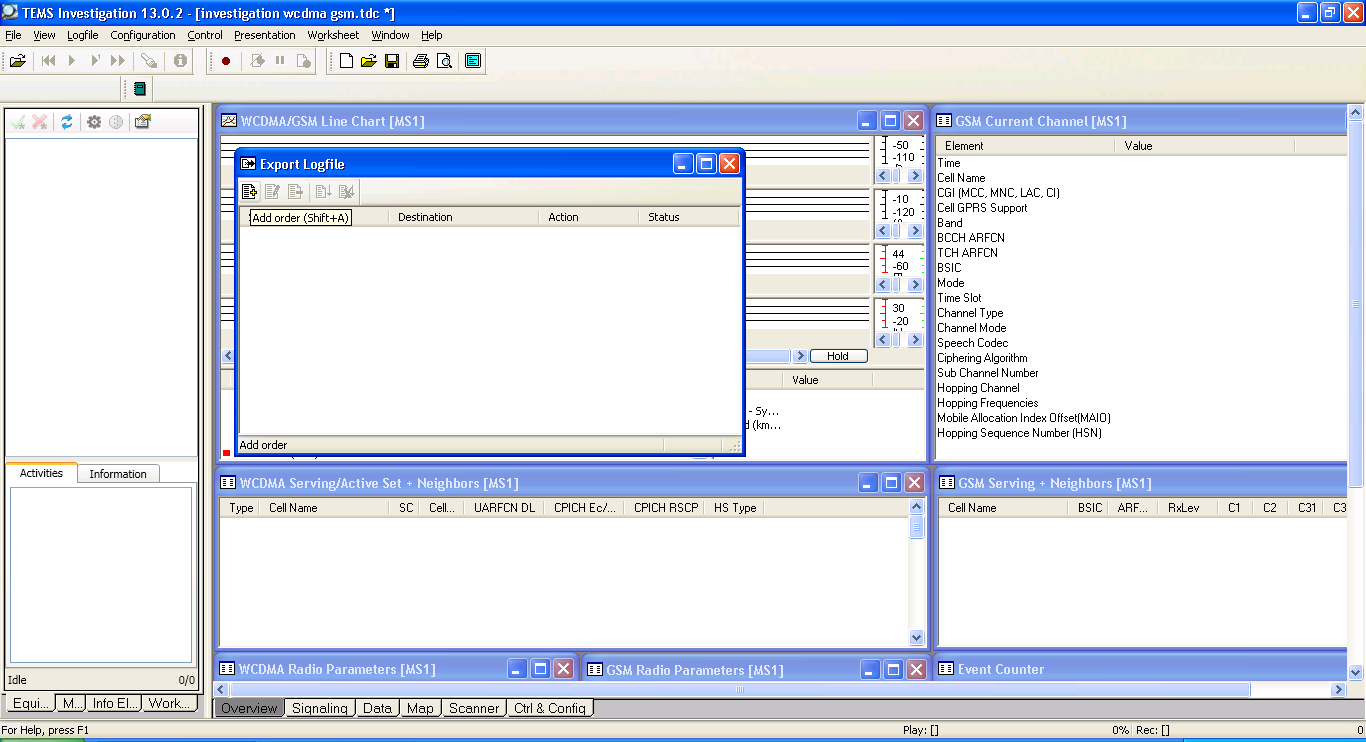 TEMS Investigation 13.0.2 - [investigation wcdma gsm.tdc *]
File View Logfile Configuration Control Presentation Worksheet Window Help
WCDMA/GSM Line Chart [MS1]
GSM Current Channel [MS1]
Element Value
Time
Cell Name
CGI (MCC, MNC, LAC, CI)
Cell GPRS Support
Band
BCCH ARFCN
TCH ARFCN
BSIC
Mode
Time Slot
Channel Type
Channel Mode
Speech Codec
Ciphering Algorithm
Sub Channel Number
Hopping Channel
Hopping Frequencies
Mobile Allocation Index Offset(MAIO)
Hopping Sequence Number (HSN)
Export Logfile
Add order (Shift+A) Destination Action Status
Add order
-50
-110
-10
-120
44
-60
30
-20
Hold
Value
- Sy...
(km...
Activities Information
Idle 0/0
Equi... M... Info El... Work...
WCDMA Serving/Active Set + Neighbors [MS1]
Type Cell Name SC Cell... UARFCN DL CPICH Ec/... CPICH RSCP HS Type
GSM Serving + Neighbors [MS1]
Cell Name BSIC ARF... RxLev C1 C2 C31 C3
WCDMA Radio Parameters [MS1]
GSM Radio Parameters [MS1]
Event Counter
Overview Signaling Data Map Scanner Ctrl & Config
For Help, press F1
Play: [] 0% Rec: [] 0